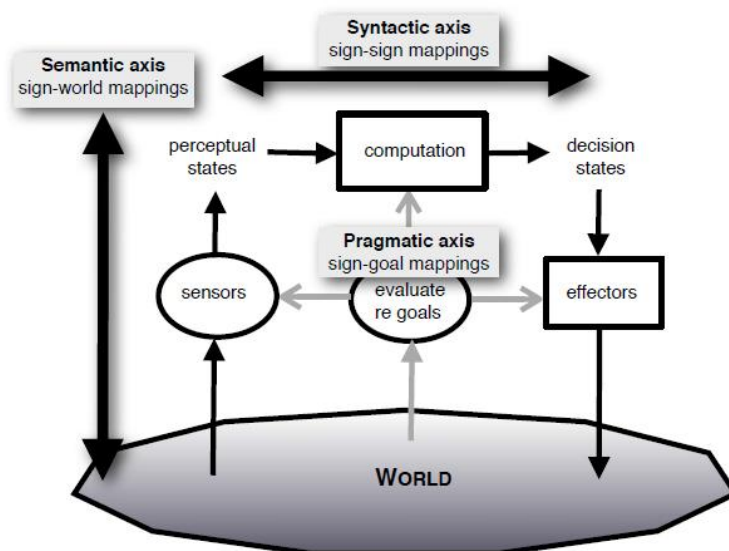 Syntactic axis
sign-sign mappings
Semantic axis
sign-world mappings
perceptual
states
computation
decision
states
Pragmatic axis
sign-goal mappings
sensors
evaluate
re goals
effectors
WORLD